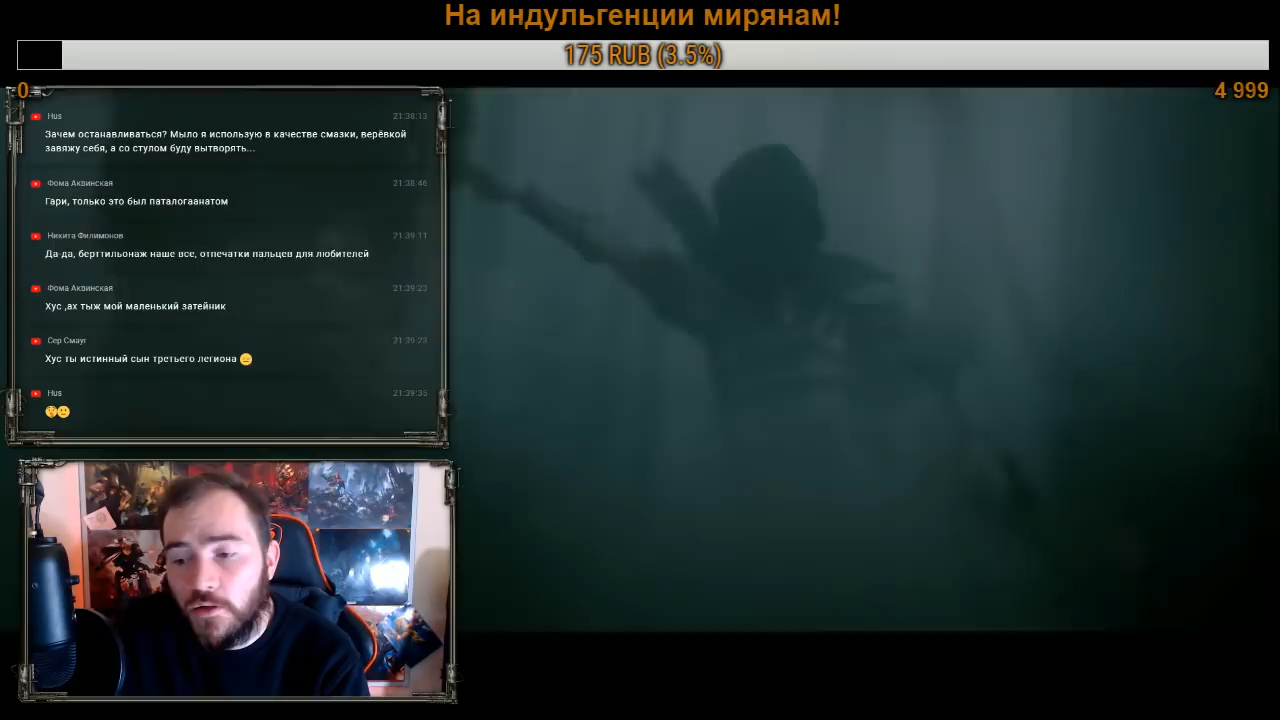 На индульгенции мирянам!
175 RUB (3.5%)
0
4 999
Hus 21:38:13
Зачем останавливаться? Мыло я использую в качестве смазки, верёвкой
завяжу себя, а со стулом буду вытворять...
Фома Аквинская 21:38:46
Гари, только это был паталогаанатом
Никита Филимонов 21:39:11
Да-да, берттильонаж наше все, отпечатки пальцев для любителей
Фома Аквинская 21:39:23
Хус ,ах тыж мой маленький затейник
Сер Смауг 21:39:28
Хус ты истинный сын третьего легиона 😑
Hus 21:39:35